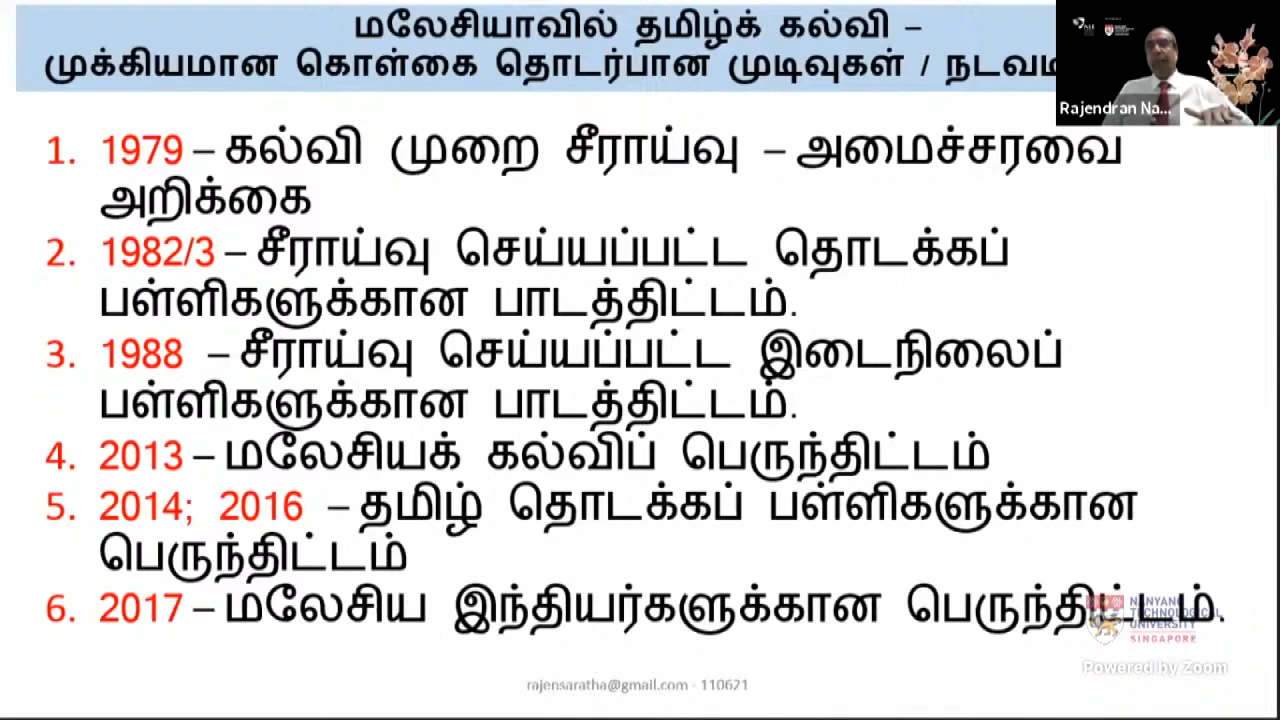 மலேசியாவில் தமிழ்க் கல்வி –
முக்கியமான கொள்கை தொடர்பான முடிவுகள் /
Rajendran Na...
1. 1979 – கல்வி முறை சீராய்வு – அமைச்சரவை
அறிக்கை
2. 1982/3 – சீராய்வு செய்யப்பட்ட தொடக்கப்
பள்ளிகளுக்கான பாடத்திட்டம்.
3. 1988 – சீராய்வு செய்யப்பட்ட இடைநிலைப்
பள்ளிகளுக்கான பாடத்திட்டம்.
4. 2013 – மலேசியக் கல்விப் பெருந்திட்டம்
5. 2014; 2016 – தமிழ் தொடக்கப் பள்ளிகளுக்கான
பெருந்திட்டம்
6. 2017 – மலேசிய இந்தியர்களுக்கான பெருந்திட்டம்.
NANYANG
TECHNOLOGICAL
UNIVERSITY
SINGAPORE
Powered by Zoom
rajensaratha@gmail.com - 110621